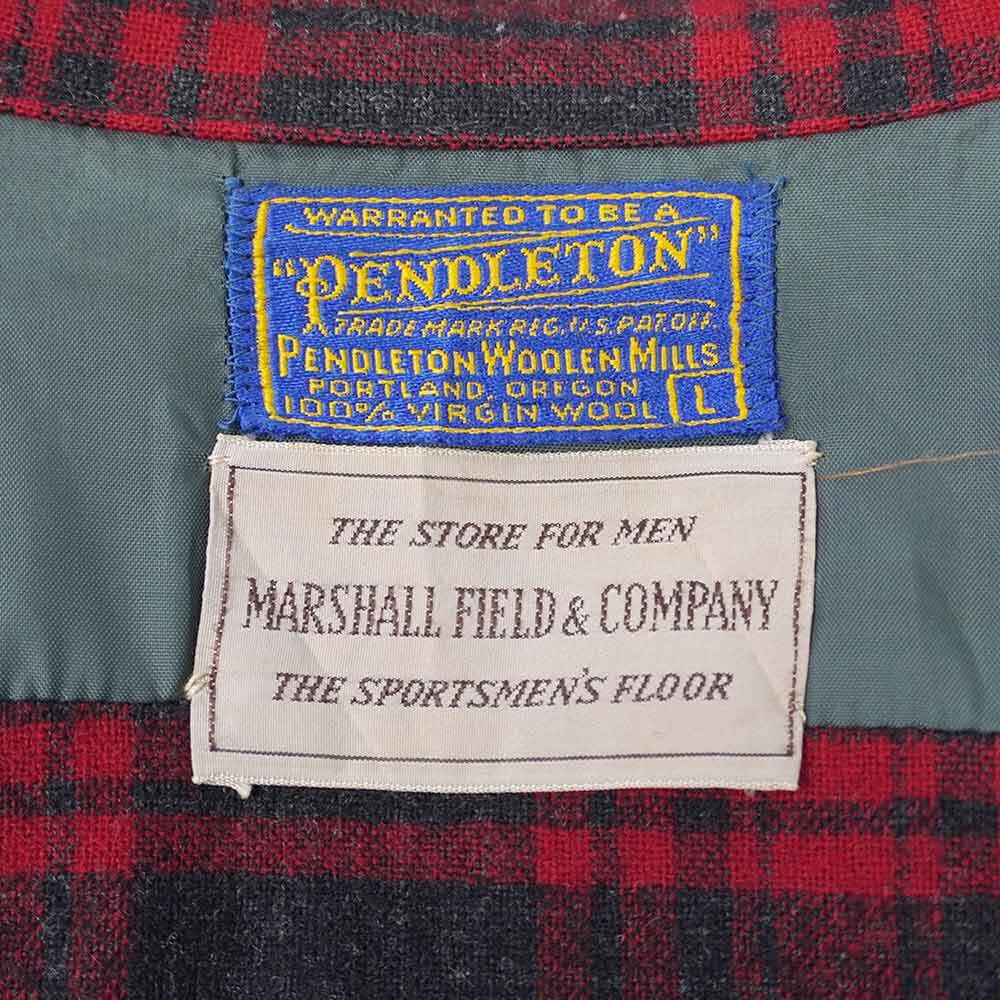 WARRANTED TO BE A
"PENDLETON"
TRADE MARK REG. U.S. PAT. OFF.
PENDLETON WOOLEN MILLS
PORTLAND, OREGON
100% VIRGIN WOOL L
THE STORE FOR MEN
MARSHALL FIELD & COMPANY
THE SPORTSMEN'S FLOOR